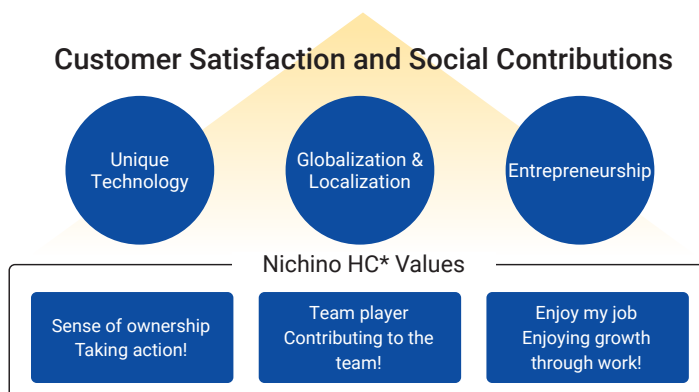 Customer Satisfaction and Social Contributions
Unique
Technology
Globalization &
Localization
Entrepreneurship
Nichino HC* Values
Sense of ownership
Taking action!
Team player
Contributing to the
team!
Enjoy my job
Enjoying growth
through work!